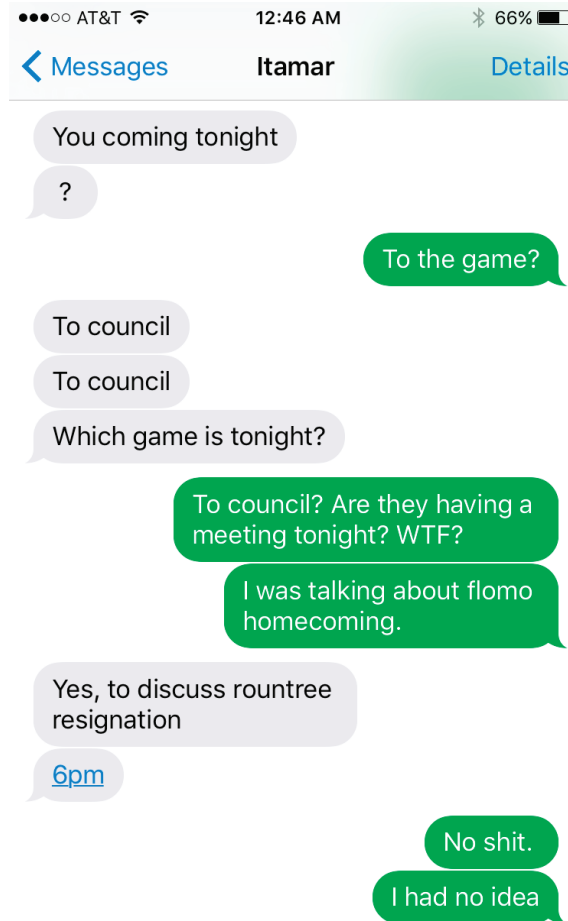 AT&T 12:46 AM 66%
Messages Itamar Details
You coming tonight
?
To the game?
To council
To council
Which game is tonight?
To council? Are they having a
meeting tonight? WTF?
I was talking about flomo
homecoming.
Yes, to discuss rountree
resignation
6pm
No shit.
I had no idea